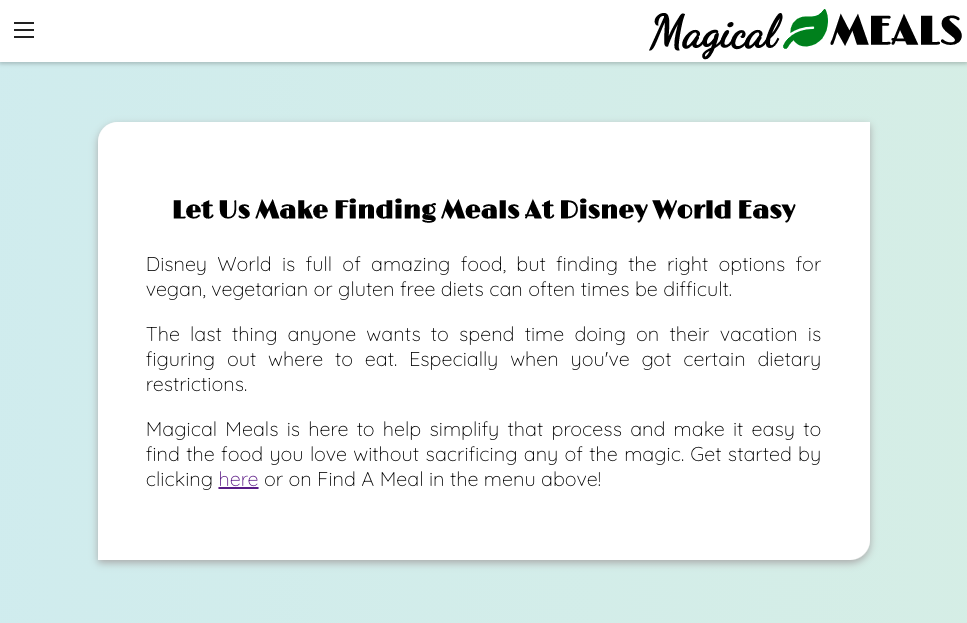 Magical MEALS
Let Us Make Finding Meals At Disney World Easy
Disney World is full of amazing food, but finding the right options for
vegan, vegetarian or gluten free diets can often times be difficult.
The last thing anyone wants to spend time doing on their vacation is
figuring out where to eat. Especially when you've got certain dietary
restrictions.
Magical Meals is here to help simplify that process and make it easy to
find the food you love without sacrificing any of the magic. Get started by
clicking here or on Find A Meal in the menu above!